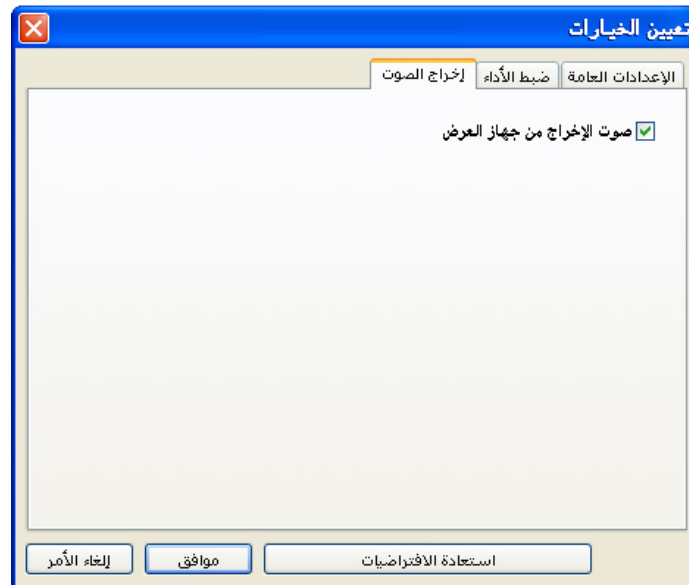 تعيين الخيارات
الإعدادات العامة ضبط الأداء إخراج الصوت
صوت الإخراج من جهاز العرض
استعادة الافتراضيات موافق إلغاء الأمر